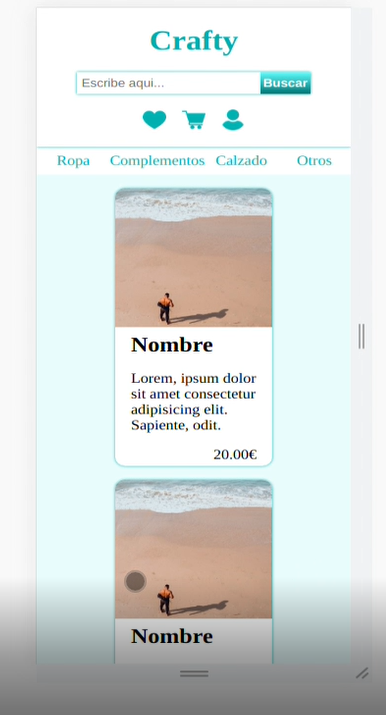 Crafty
Escribe aqui...
Buscar
Ropa Complementos Calzado Otros
Nombre
Lorem, ipsum dolor
sit amet consectetur
adipisicing elit.
Sapiente, odit.
20.00€
Nombre